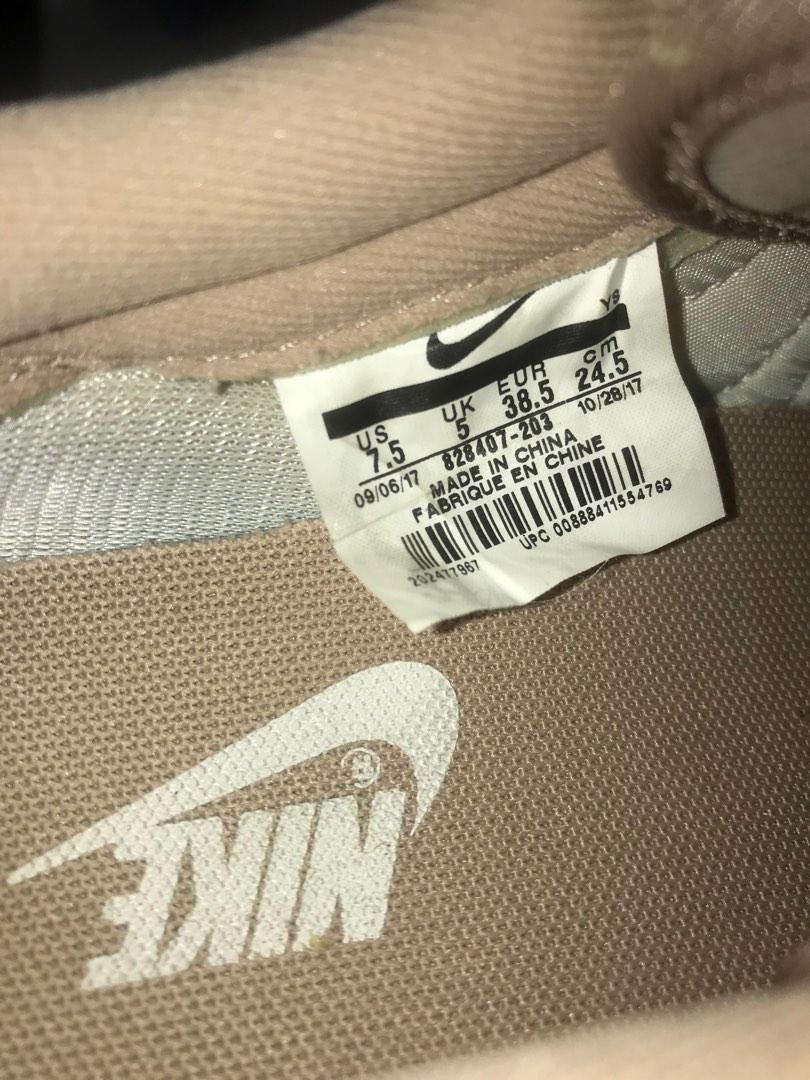 YS
US UK EUR cm
7.5 5 38.5 24.5
828407-203
09/06/17 10/28/17
MADE IN CHINA
FABRIQUE EN CHINE
202477967 UPC 00888411554769
NIKE
®